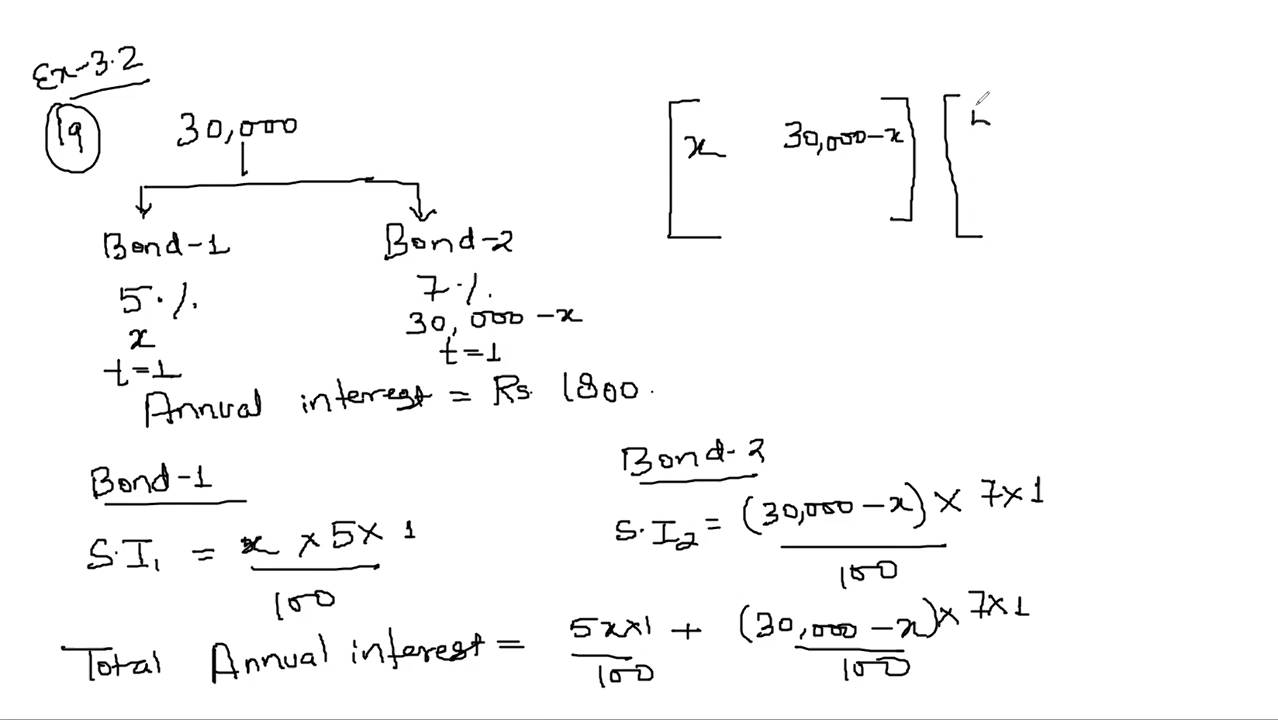 Ex-3.2
19
30,000
Bond-1
5%
x
t=1
Bond-2
7%
30,000-x
t=1
Annual interest = Rs. 1800.
[x 30,000-x] [
Bond-1
S.I₁ = x×5×1/100
Bond-2
S.I₂ = (30,000-x)×7×1/100
Total Annual interest = 5x×1/100 + (30,000-x)×7×1/100